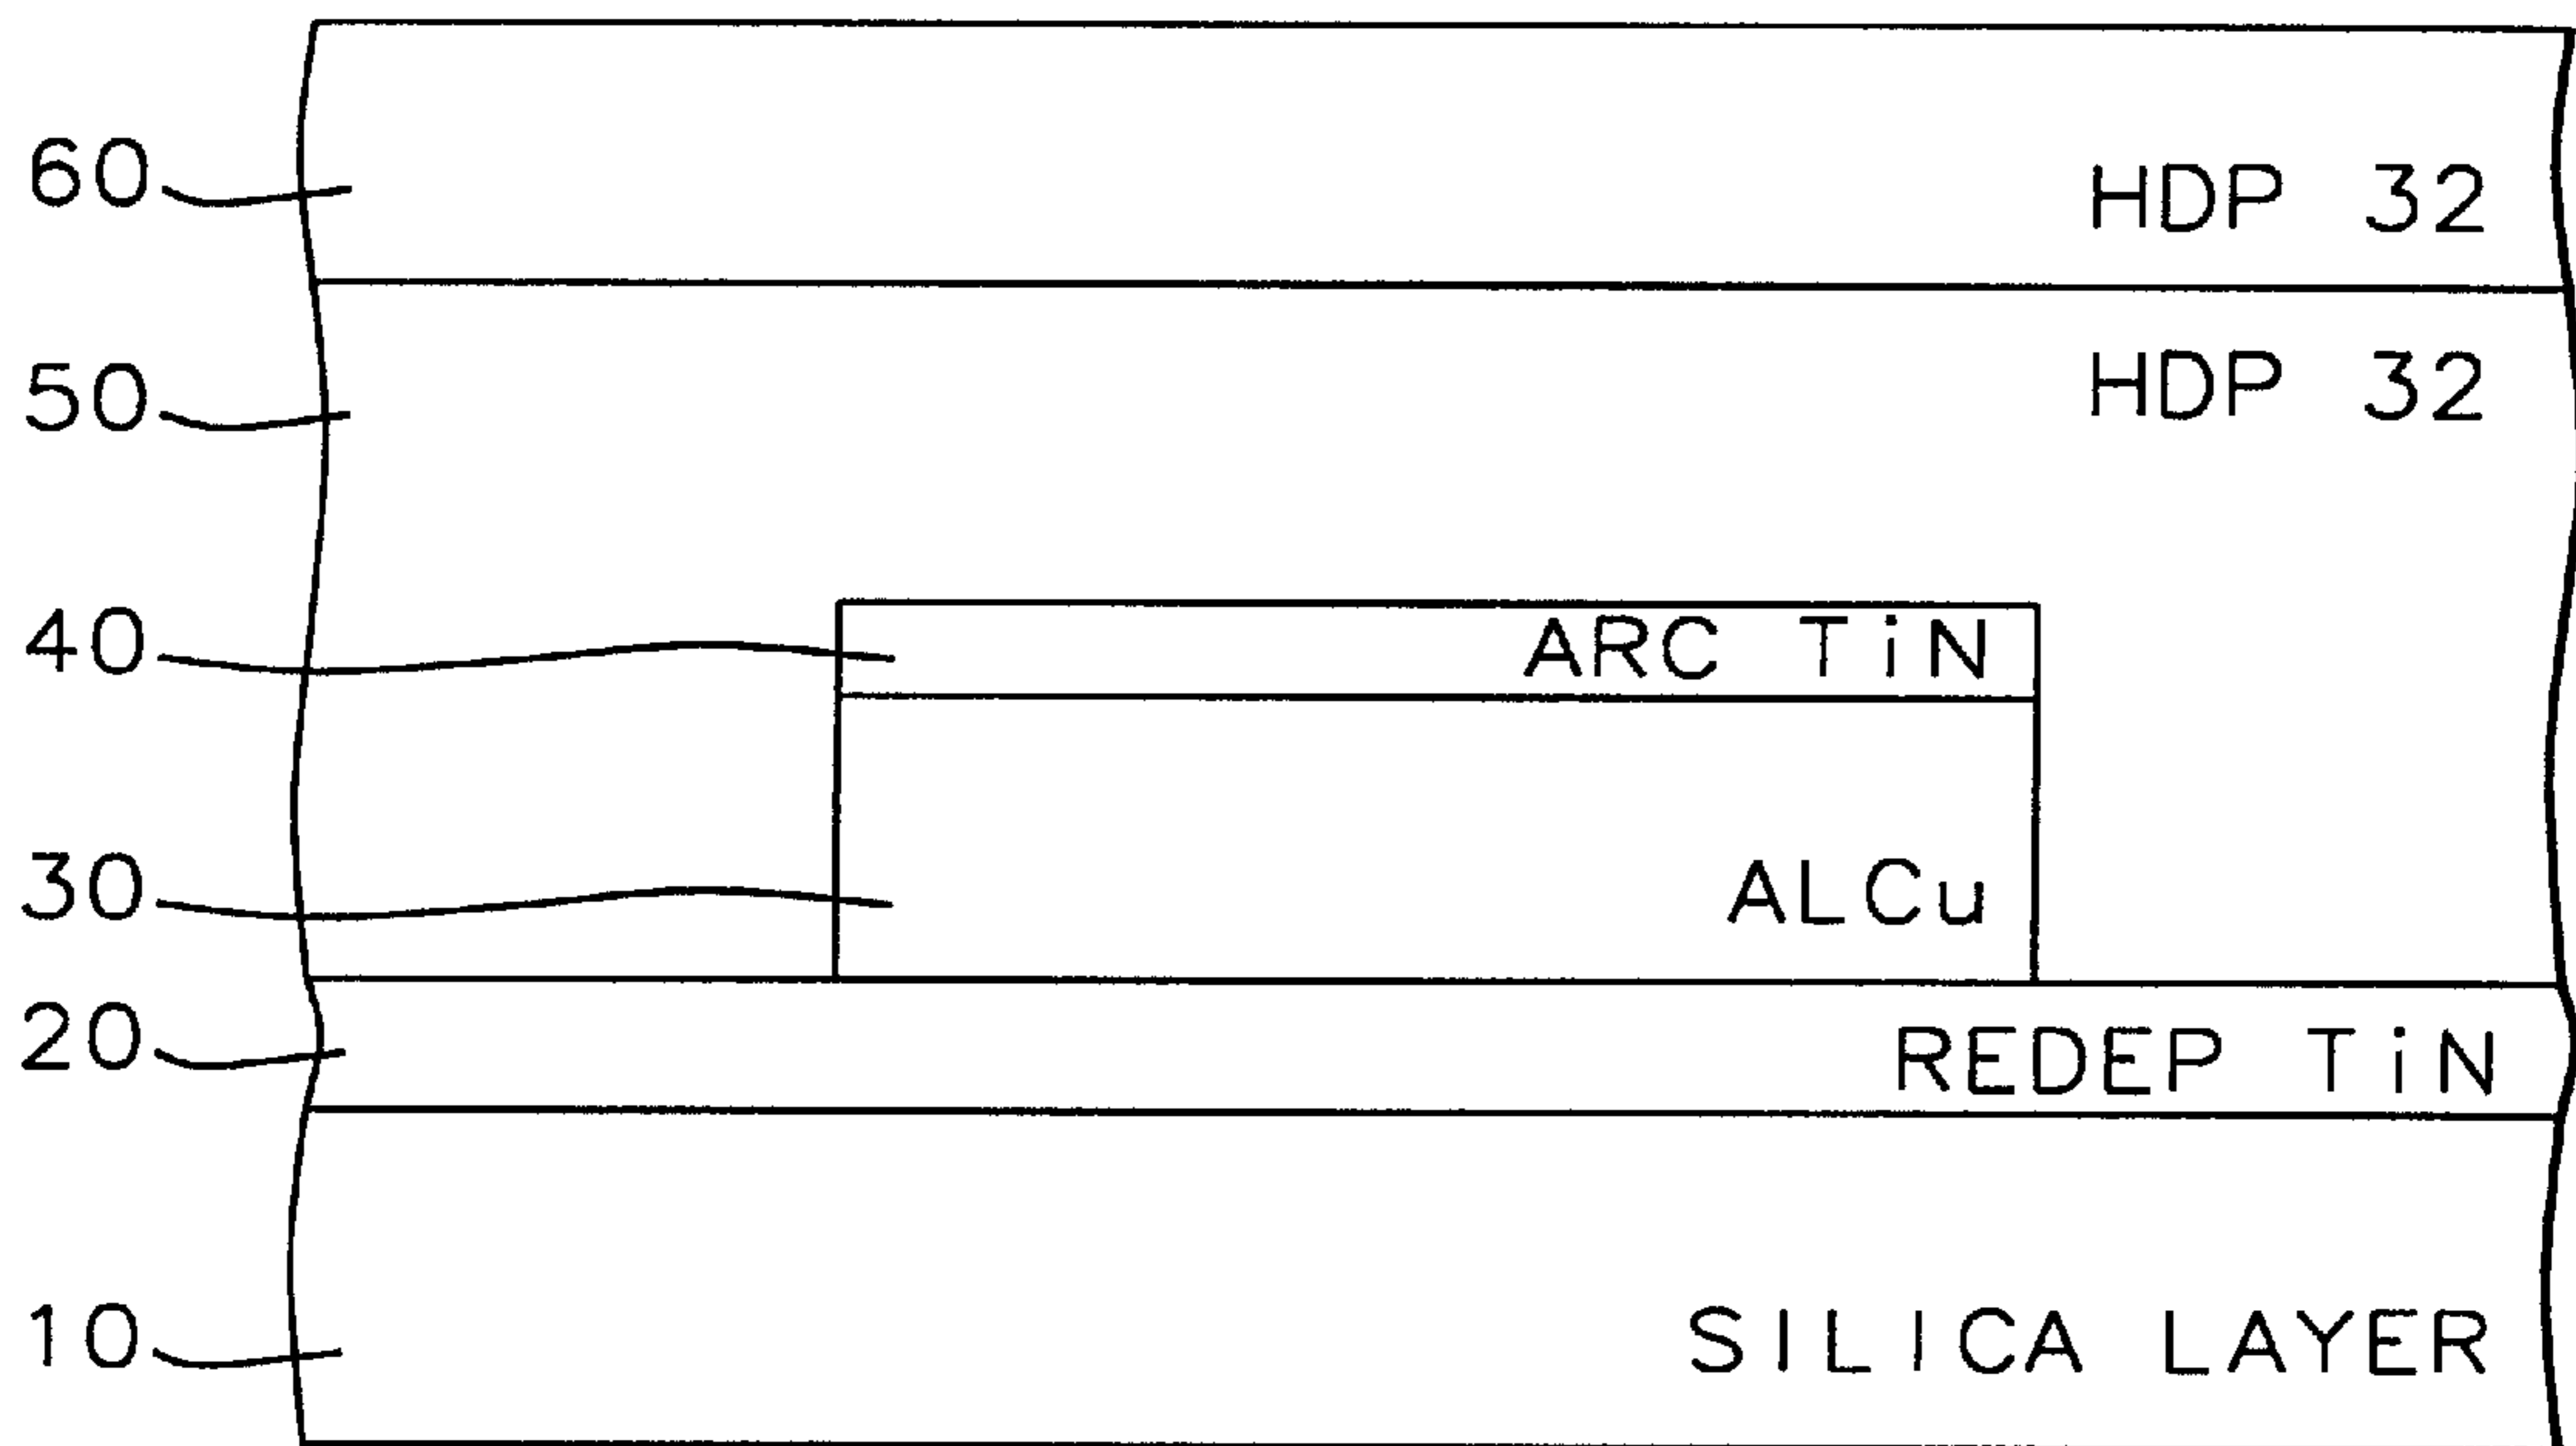 60 HDP 32
50 HDP 32
40 ARC TiN
30 ALCu
20 REDEP TiN
10 SILICA LAYER